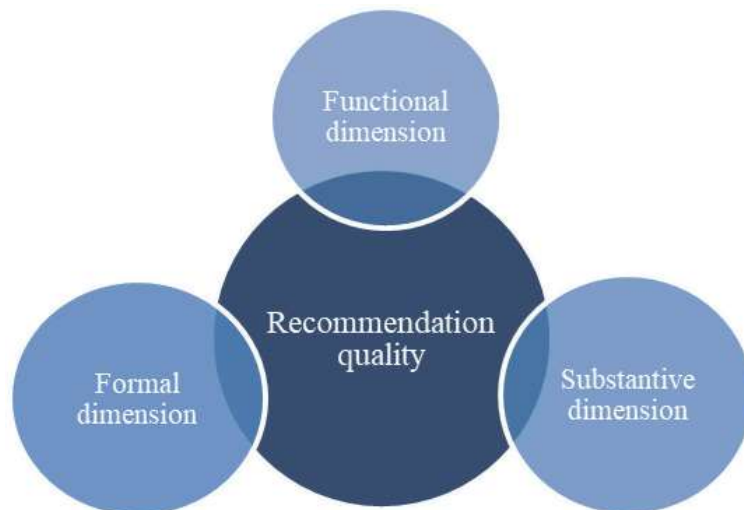 Functional
dimension
Recommendation
quality
Formal
dimension
Substantive
dimension